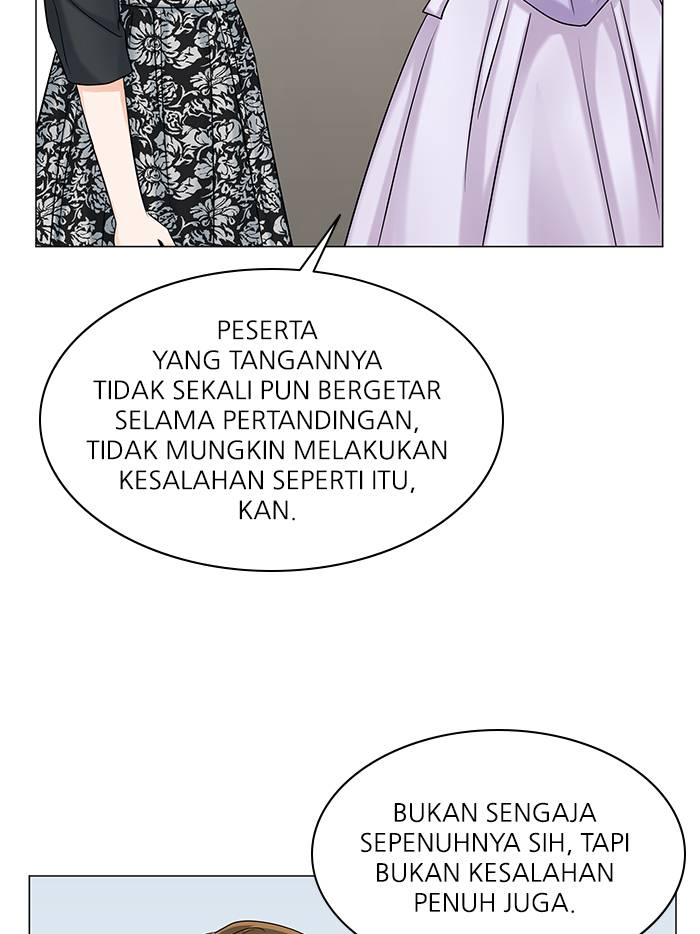 PESERTA
YANG TANGANNYA
TIDAK SEKALI PUN BERGETAR
SELAMA PERTANDINGAN,
TIDAK MUNGKIN MELAKUKAN
KESALAHAN SEPERTI ITU,
KAN.
BUKAN SENGAJA
SEPENUHNYA SIH, TAPI
BUKAN KESALAHAN
PENUH JUGA.